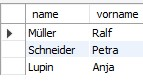 name vorname
Müller Ralf
Schneider Petra
Lupin Anja